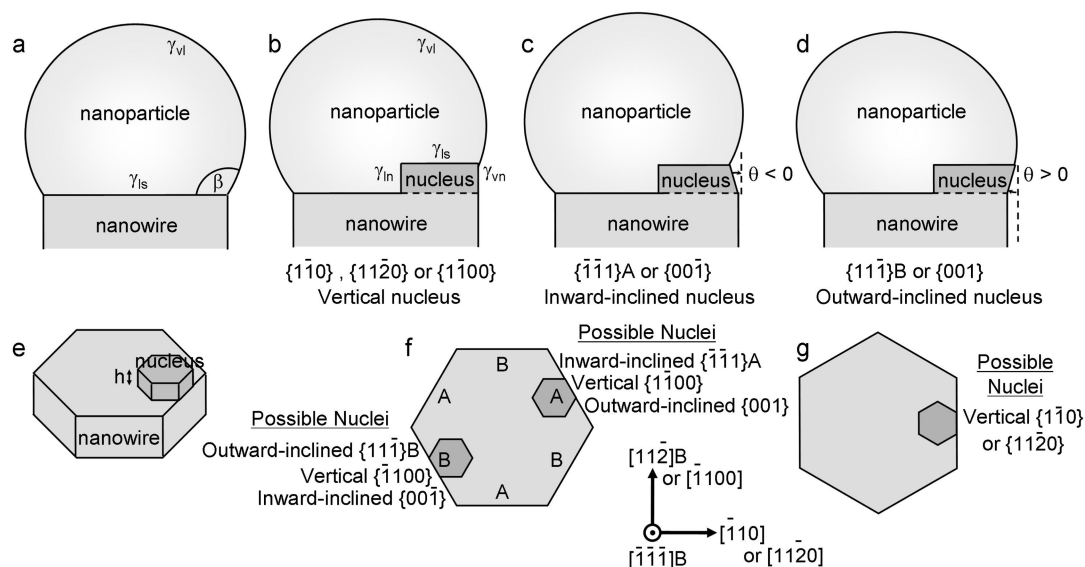 a
γvl
nanoparticle
γls
β
nanowire
b
γvl
nanoparticle
γls
γln
nucleus
γvn
nanowire
{11̄0} , {112̄0} or {11̄00}
Vertical nucleus
c
nanoparticle
nucleus
θ < 0
nanowire
{1̄1̄1}A or {001̄}
Inward-inclined nucleus
d
nanoparticle
nucleus
θ > 0
nanowire
{111̄}B or {001}
Outward-inclined nucleus
e
nucleus
h
nanowire
f
Possible Nuclei
Inward-inclined {1̄1̄1}A
Vertical {11̄00}
Outward-inclined {001}
B
A
A
B
B
A
Possible Nuclei
Outward-inclined {111̄}B
Vertical {1̄100}
Inward-inclined {001̄}
[112̄]B
or [1̄100]
[1̄10]
or [112̄0]
[1̄1̄1̄]B
g
Possible
Nuclei
Vertical {11̄0}
or {112̄0}